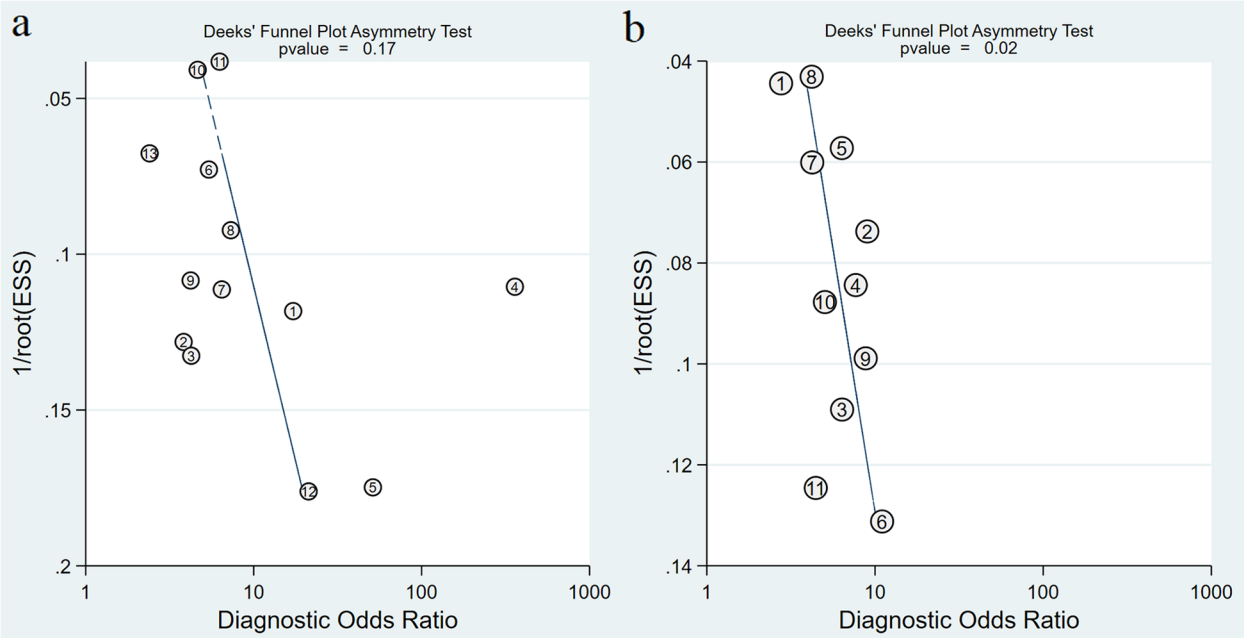 a
Deeks' Funnel Plot Asymmetry Test
pvalue = 0.17
11
10
.05
13
6
8
.1
9
4
7
1
2
3
.15
5
12
.2
1 10 100 1000
1/root(ESS)
Diagnostic Odds Ratio
b
Deeks' Funnel Plot Asymmetry Test
pvalue = 0.02
.04
8
1
5
7
.06
2
.08
4
10
9
.1
3
.12
11
6
.14
1 10 100 1000
1/root(ESS)
Diagnostic Odds Ratio